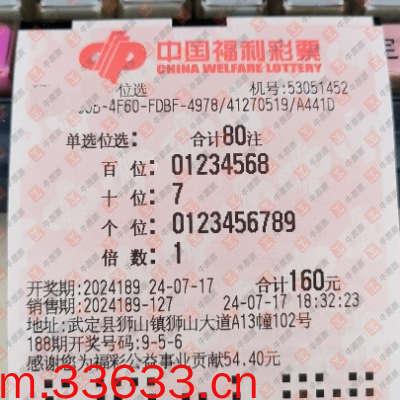 中国福利彩票
CHINA WELFARE LOTTERY
位选 机号:53051452
-4F60-FDBF-4978/41270519/A441D
单选位选: 合计80注
百 位: 01234568
十 位: 7
个 位: 0123456789
倍 数: 1
开奖期:2024189 24-07-17 合计160元
销售期:2024189-127 24-07-17 18:32:23
地址:武定县狮山镇狮山大道A13幢102号
188期开奖号码:9-5-6
感谢您为福彩公益事业贡献54.40元
m.33633.cn